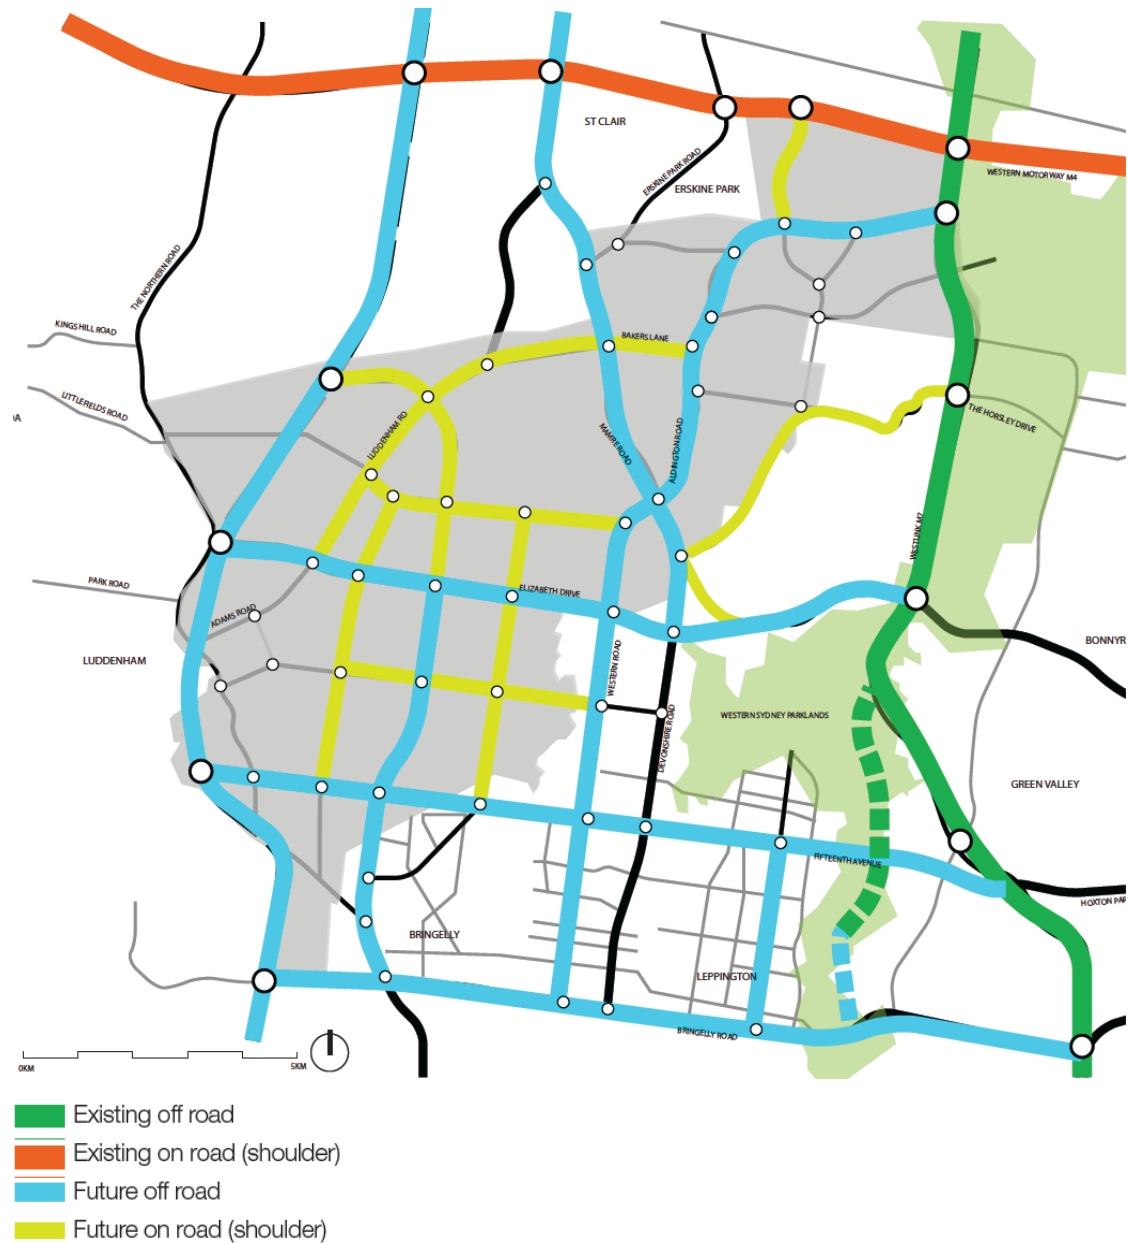 ST CLAIR
ERSKINE PARK ROAD
ERSKINE PARK
WESTERN MOTORWAY M4
THE NORTHERN ROAD
KINGS HILL ROAD
BAKERS LANE
LITTLEFIELDS ROAD
DA
LUDDENHAM RD
MAMRE ROAD
ALDINGTON ROAD
THE HORSLEY DRIVE
WESTLINK M7
PARK ROAD
ELIZABETH DRIVE
ADAMS ROAD
BONNYR
LUDDENHAM
WESTERN ROAD
WESTERN SYDNEY PARKLANDS
DEVONSHIRE ROAD
GREEN VALLEY
FIFTEENTH AVENUE
HOXTON PAR
BRINGELLY
LEPPINGTON
BRINGELLY ROAD
0KM 5KM
Existing off road
Existing on road (shoulder)
Future off road
Future on road (shoulder)